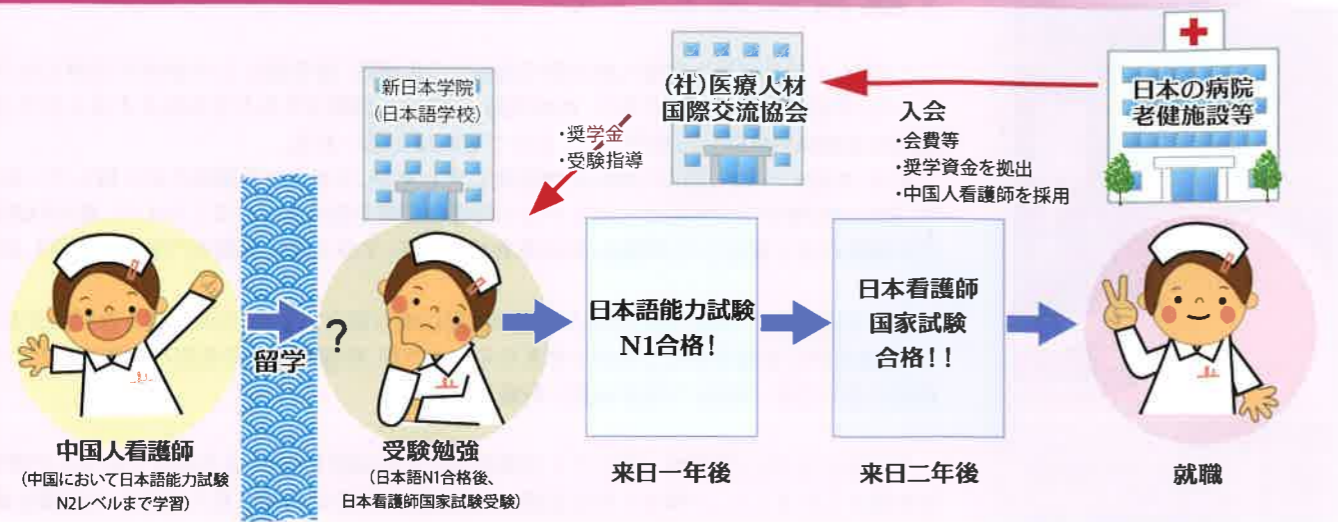 新日本学院
(日本語学校)
・奨学金
・受験指導
(社)医療人材
国際交流協会
入会
・会費等
・奨学資金を拠出
・中国人看護師を採用
日本の病院
老健施設等
留学
?
日本語能力試験
N1合格!
日本看護師
国家試験
合格!!
中国人看護師
(中国において日本語能力試験
N2レベルまで学習)
受験勉強
(日本語N1合格後、
日本看護師国家試験受験)
来日一年後
来日二年後
就職